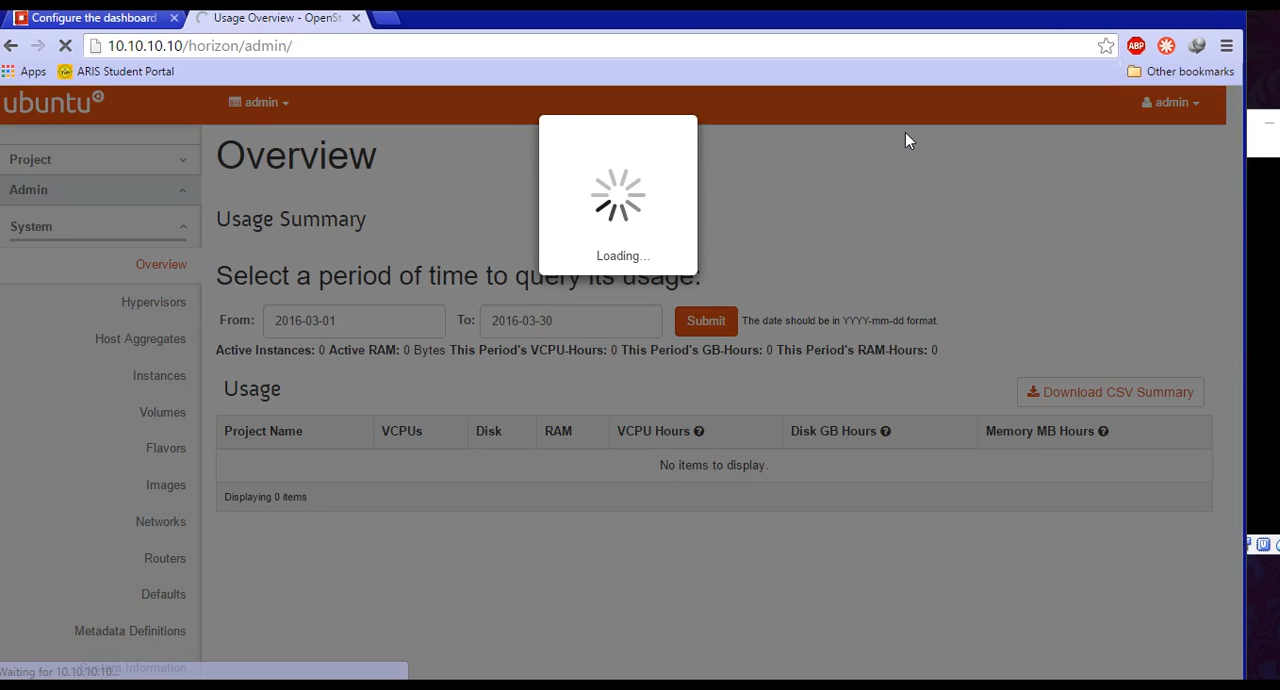 Configure the dashboard
Usage Overview - OpenSt
10.10.10.10/horizon/admin/
ABP
Apps ARIS Student Portal Other bookmarks
ubuntu admin admin
Project
Admin
System
Overview
Hypervisors
Host Aggregates
Instances
Volumes
Flavors
Images
Networks
Routers
Defaults
Metadata Definitions
System Information
Waiting for 10.10.10.10...
Overview
Usage Summary
Loading...
Select a period of time to query its usage:
From: 2016-03-01 To: 2016-03-30 Submit The date should be in YYYY-mm-dd format.
Active Instances: 0 Active RAM: 0 Bytes This Period's VCPU-Hours: 0 This Period's GB-Hours: 0 This Period's RAM-Hours: 0
Usage
Download CSV Summary
Project Name VCPUs Disk RAM VCPU Hours Disk GB Hours Memory MB Hours
No items to display.
Displaying 0 items